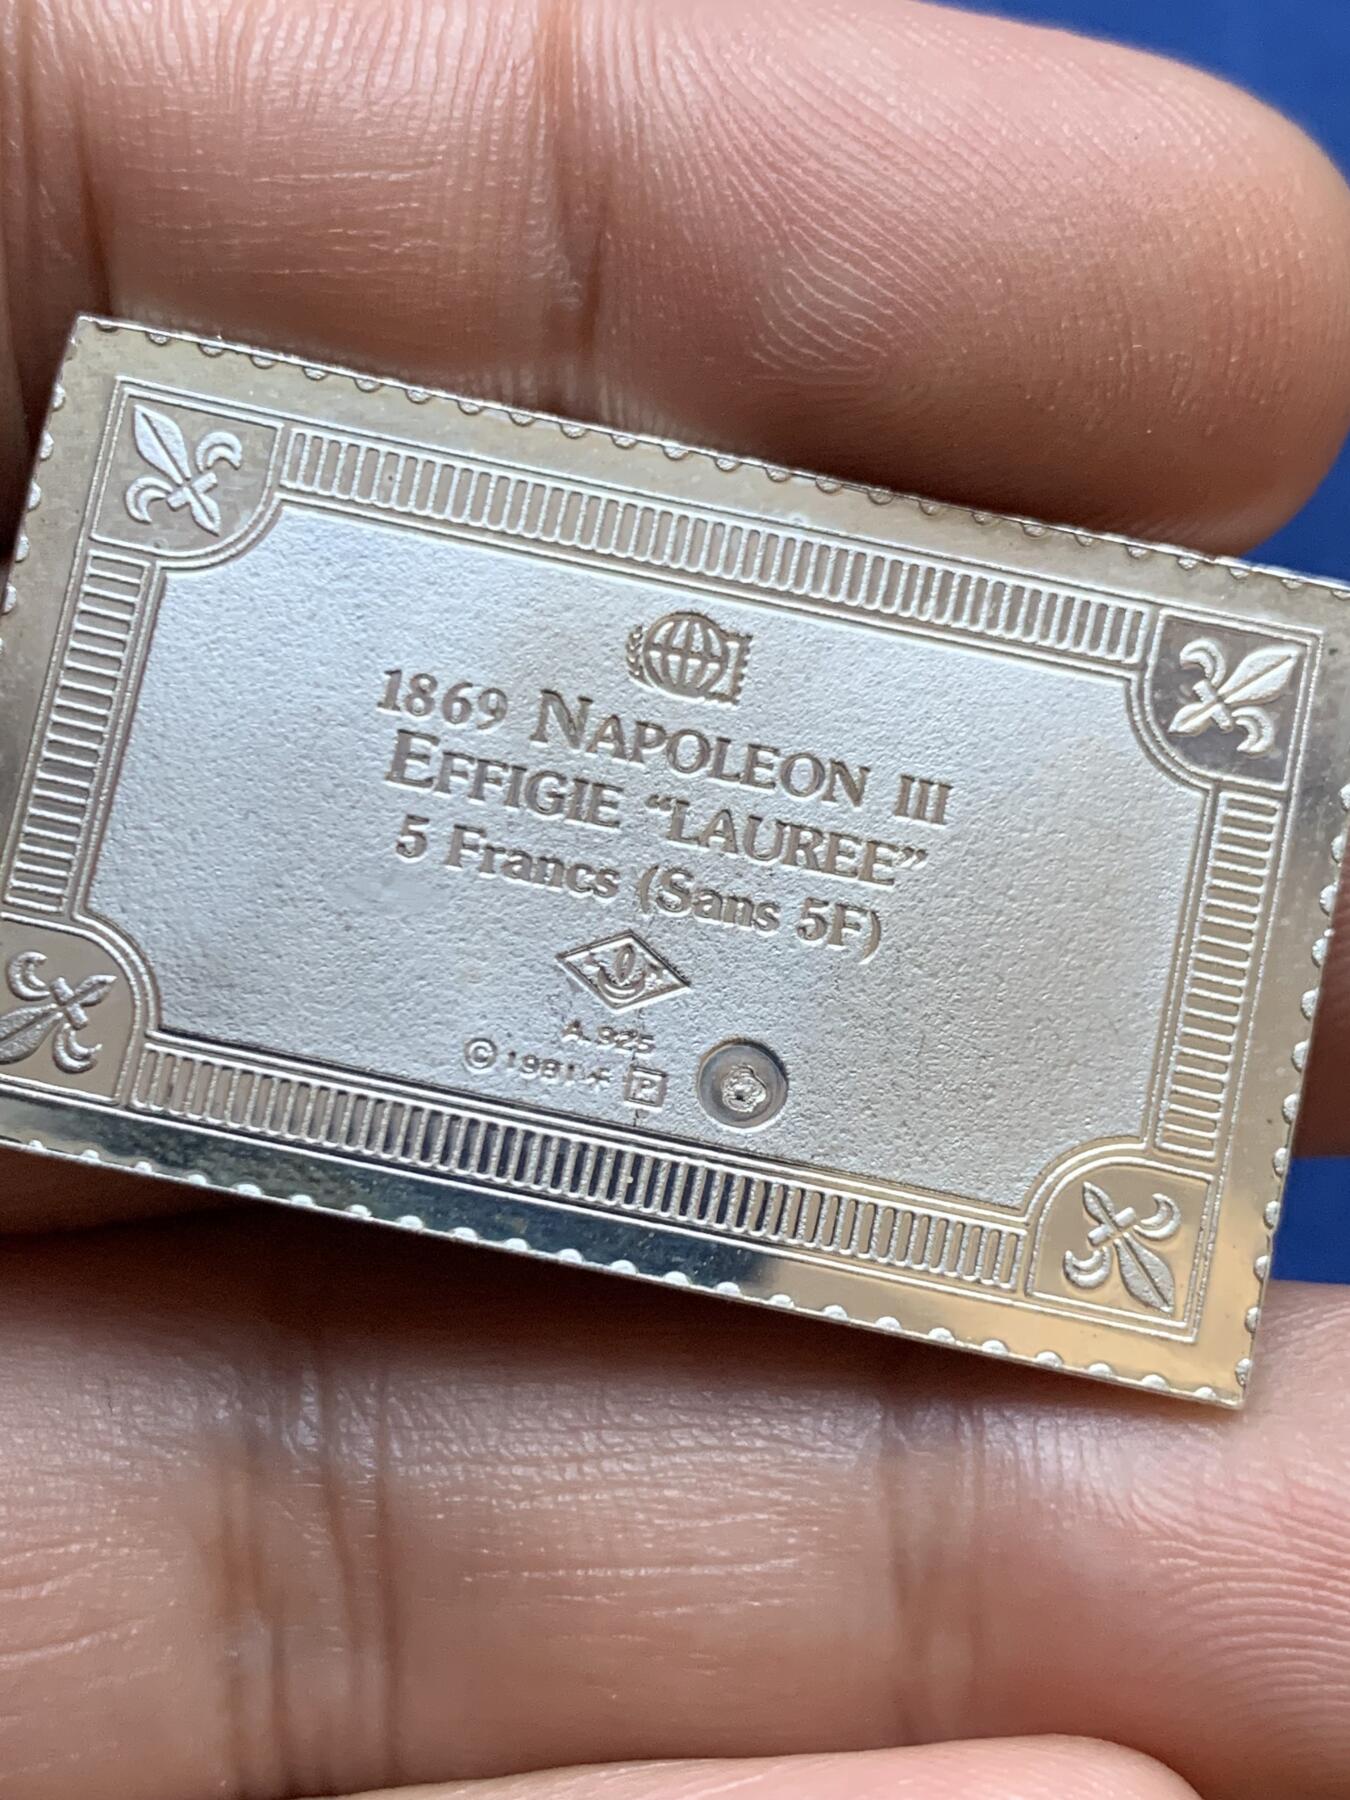 1869 NAPOLEON III
EFFIGIE “LAUREE”
5 Francs (Sans 5F)
A.925
©1981 F P